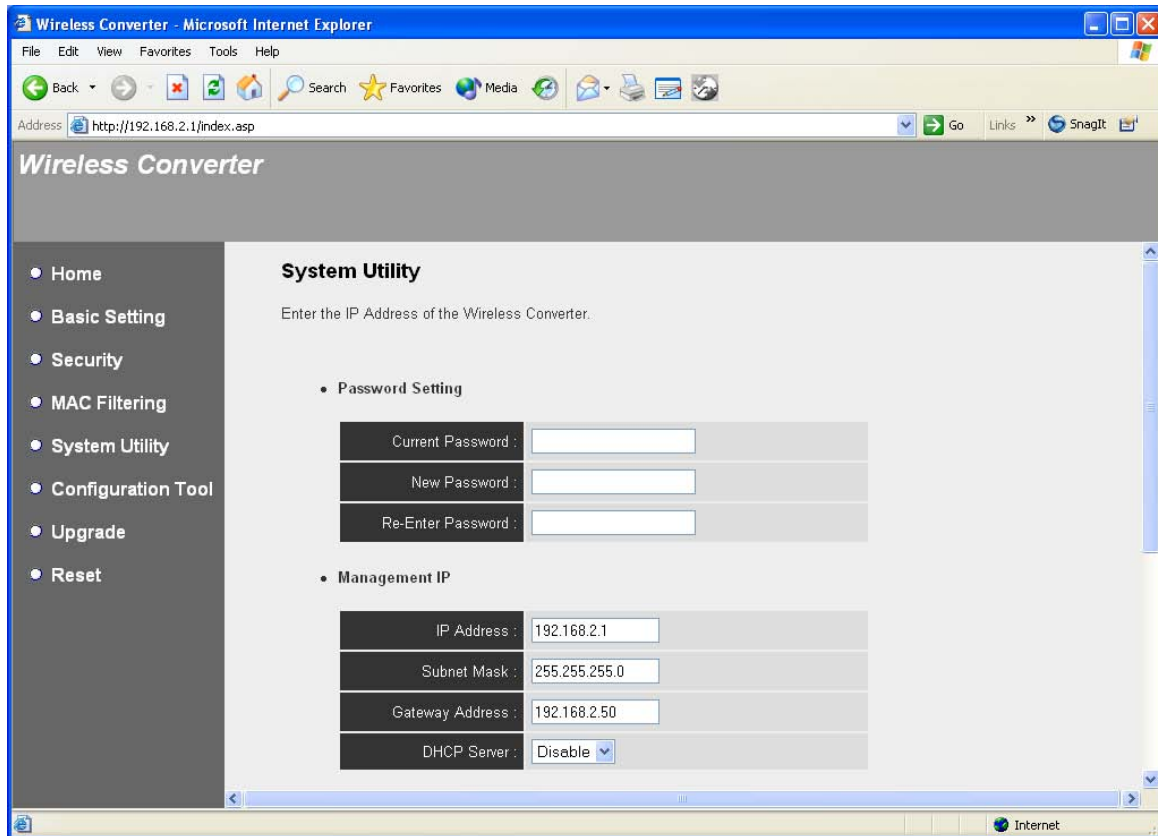 Wireless Converter - Microsoft Internet Explorer
File Edit View Favorites Tools Help
Back Search Favorites Media
Address http://192.168.2.1/index.asp Go Links » SnagIt
Wireless Converter
Home
Basic Setting
Security
MAC Filtering
System Utility
Configuration Tool
Upgrade
Reset
System Utility
Enter the IP Address of the Wireless Converter.
Password Setting
Current Password :
New Password :
Re-Enter Password :
Management IP
IP Address : 192.168.2.1
Subnet Mask : 255.255.255.0
Gateway Address : 192.168.2.50
DHCP Server : Disable
Internet